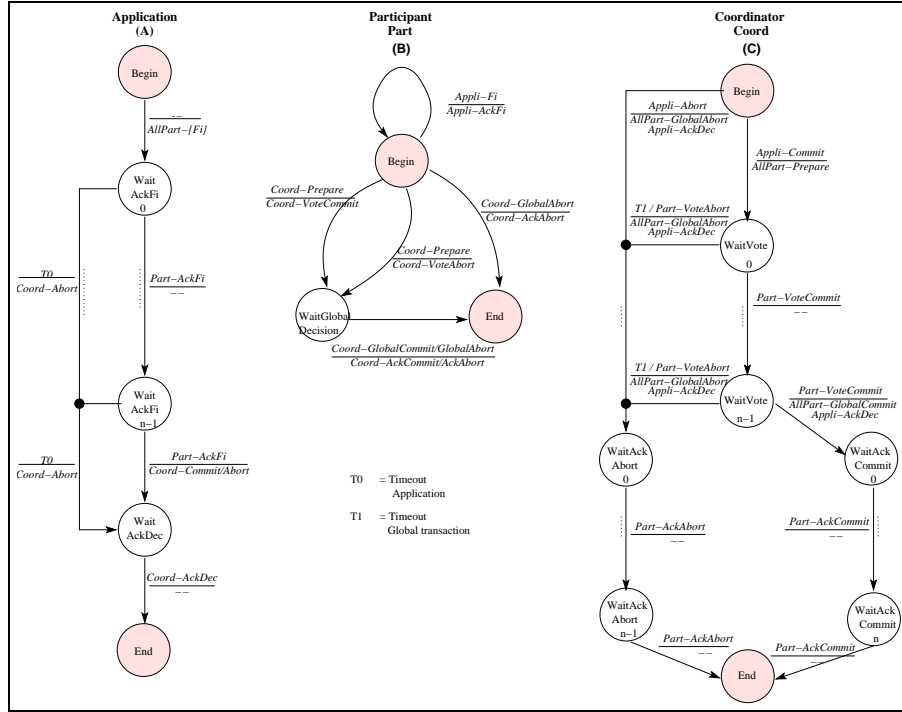 Application
(A)
Begin
--
AllPart-{Fi}
Wait
AckFi
0
T0
Coord-Abort
Part-AckFi
--
Wait
AckFi
n-1
T0
Coord-Abort
Part-AckFi
Coord-Commit/Abort
Wait
AckDec
Coord-AckDec
--
End
Participant
Part
(B)
Appli-Fi
Appli-AckFi
Begin
Coord-Prepare
Coord-VoteCommit
Coord-GlobalAbort
Coord-AckAbort
Coord-Prepare
Coord-VoteAbort
WaitGlobal
Decision
End
Coord-GlobalCommit/GlobalAbort
Coord-AckCommit/AckAbort
T0 = Timeout
Application
T1 = Timeout
Global transaction
Coordinator
Coord
(C)
Begin
Appli-Abort
AllPart-GlobalAbort
Appli-AckDec
Appli-Commit
AllPart-Prepare
T1 / Part-VoteAbort
AllPart-GlobalAbort
Appli-AckDec
WaitVote
0
Part-VoteCommit
--
T1 / Part-VoteAbort
AllPart-GlobalAbort
Appli-AckDec
WaitVote
n-1
Part-VoteCommit
AllPart-GlobalCommit
Appli-AckDec
WaitAck
Abort
0
WaitAck
Commit
0
Part-AckAbort
--
Part-AckCommit
--
WaitAck
Abort
n-1
WaitAck
Commit
n
Part-AckAbort
--
Part-AckCommit
--
End